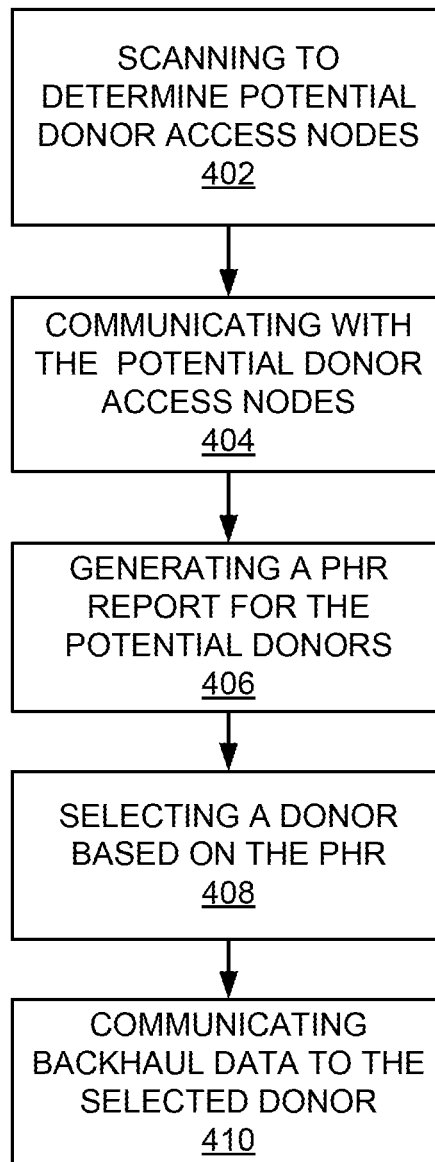 SCANNING TO
DETERMINE POTENTIAL
DONOR ACCESS NODES
402
COMMUNICATING WITH
THE POTENTIAL DONOR
ACCESS NODES
404
GENERATING A PHR
REPORT FOR THE
POTENTIAL DONORS
406
SELECTING A DONOR
BASED ON THE PHR
408
COMMUNICATING
BACKHAUL DATA TO THE
SELECTED DONOR
410